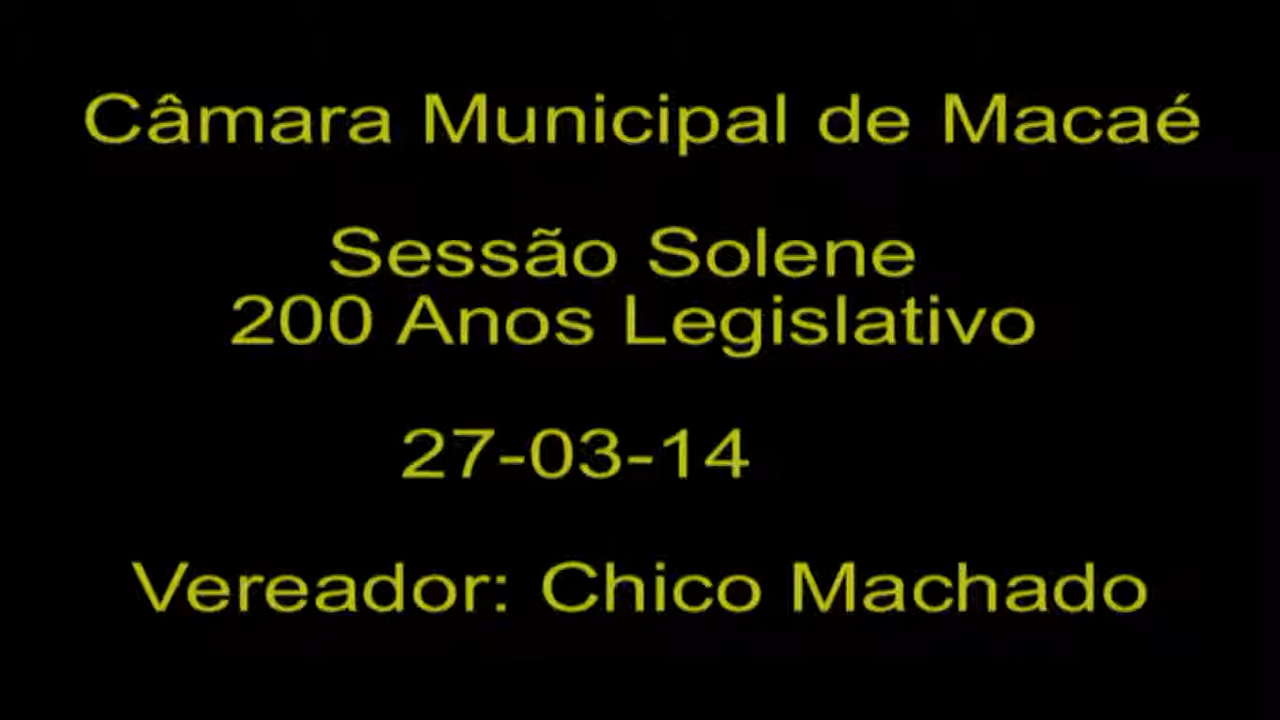 Câmara Municipal de Macaé
Sessão Solene
200 Anos Legislativo
27-03-14
Vereador: Chico Machado